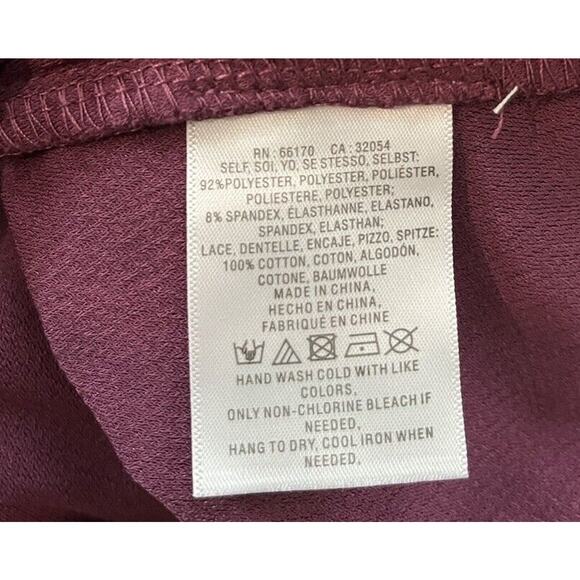 RN : 66170 CA : 32054
SELF, SOI, YO, SE STESSO, SELBST:
92%POLYESTER, POLYESTER, POLIÉSTER,
POLIESTERE, POLYESTER;
8% SPANDEX, ÉLASTHANNE, ELASTANO,
SPANDEX, ELASTHAN;
LACE, DENTELLE, ENCAJE, PIZZO, SPITZE:
100% COTTON, COTON, ALGODÓN,
COTONE, BAUMWOLLE
MADE IN CHINA,
HECHO EN CHINA,
FABRIQUÉ EN CHINE
HAND WASH COLD WITH LIKE
COLORS,
ONLY NON-CHLORINE BLEACH IF
NEEDED,
HANG TO DRY, COOL IRON WHEN
NEEDED,